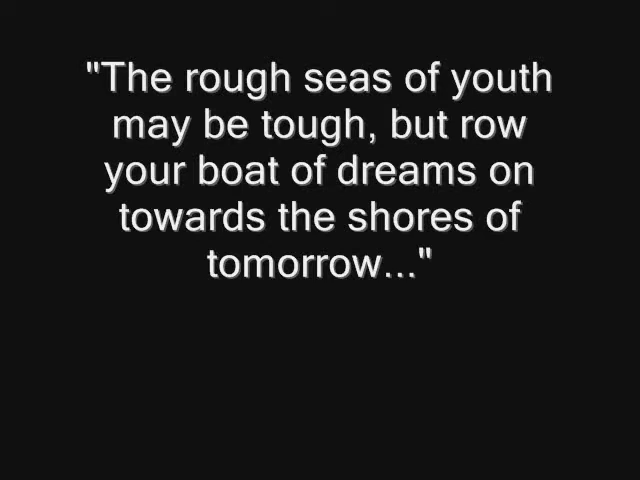 "The rough seas of youth
may be tough, but row
your boat of dreams on
towards the shores of
tomorrow..."